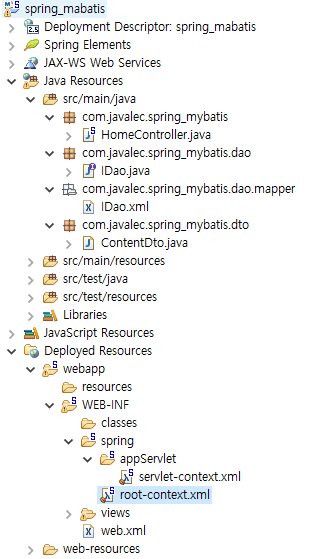 spring_mabatis
Deployment Descriptor: spring_mabatis
Spring Elements
JAX-WS Web Services
Java Resources
src/main/java
com.javalec.spring_mybatis
HomeController.java
com.javalec.spring_mybatis.dao
IDao.java
com.javalec.spring_mybatis.dao.mapper
IDao.xml
com.javalec.spring_mybatis.dto
ContentDto.java
src/main/resources
src/test/java
src/test/resources
Libraries
JavaScript Resources
Deployed Resources
webapp
resources
WEB-INF
classes
spring
appServlet
servlet-context.xml
root-context.xml
views
web.xml
web-resources